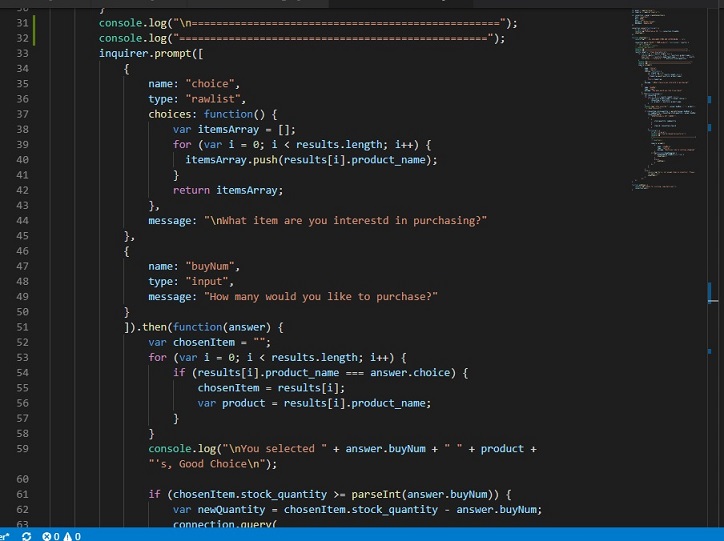 30 }
31 console.log("\n==================================================");
32 console.log("==================================================");
33 inquirer.prompt([
34 {
35 name: "choice",
36 type: "rawlist",
37 choices: function() {
38 var itemsArray = [];
39 for (var i = 0; i < results.length; i++) {
40 itemsArray.push(results[i].product_name);
41 }
42 return itemsArray;
43 },
44 message: "\nWhat item are you interestd in purchasing?"
45 },
46 {
47 name: "buyNum",
48 type: "input",
49 message: "How many would you like to purchase?"
50 }
51 ]).then(function(answer) {
52 var chosenItem = "";
53 for (var i = 0; i < results.length; i++) {
54 if (results[i].product_name === answer.choice) {
55 chosenItem = results[i];
56 var product = results[i].product_name;
57 }
58 }
59 console.log("\nYou selected " + answer.buyNum + " " + product +
"'s, Good Choice\n");
60
61 if (chosenItem.stock_quantity >= parseInt(answer.buyNum)) {
62 var newQuantity = chosenItem.stock_quantity - answer.buyNum;
63 connection.query(
er* 0 0